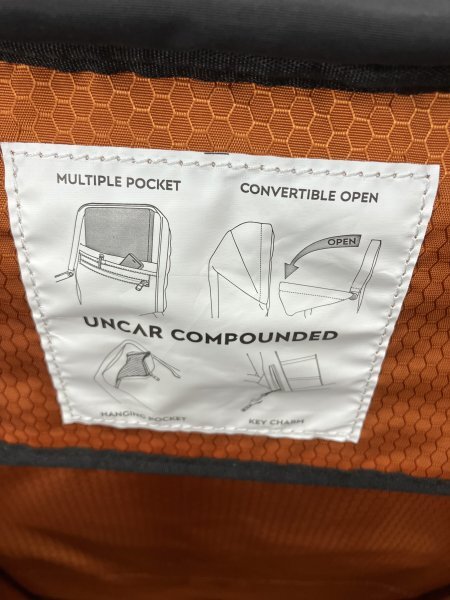 MULTIPLE POCKET
CONVERTIBLE OPEN
OPEN
UNCAR COMPOUNDED
HANGING POCKET
KEY CHARM